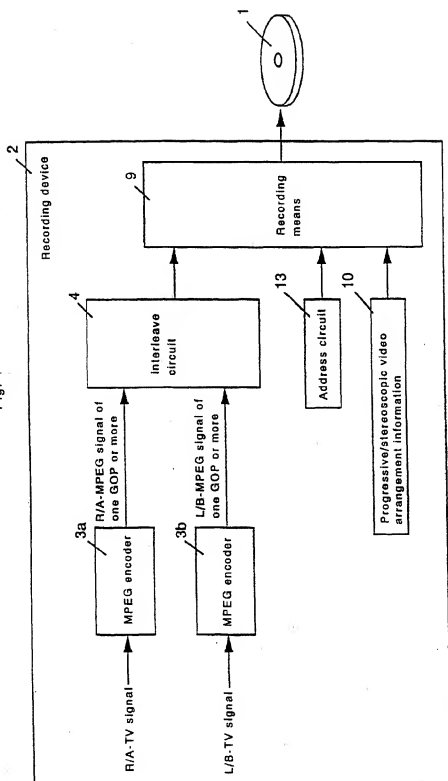 Fig.
2
Recording device
1
R/A-TV signal
3a
MPEG encoder
R/A-MPEG signal of
one GOP or more
4
Interleave
circuit
9
Recording
means
L/B-TV signal
3b
MPEG encoder
L/B-MPEG signal of
one GOP or more
13
Address circuit
10
Progressive/stereoscopic video
arrangement information